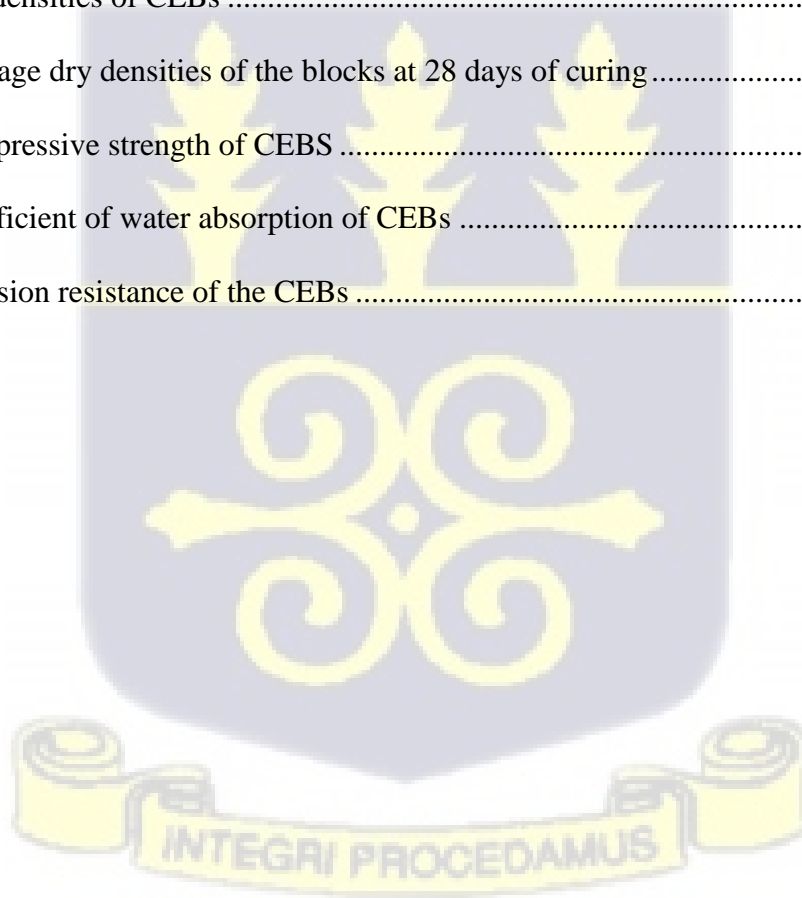 densities of CEBs ........................................................................
age dry densities of the blocks at 28 days of curing ...................
pressive strength of CEBS ..........................................................
ficient of water absorption of CEBs ...........................................
sion resistance of the CEBs ........................................................
INTEGRI PROCEDAMUS